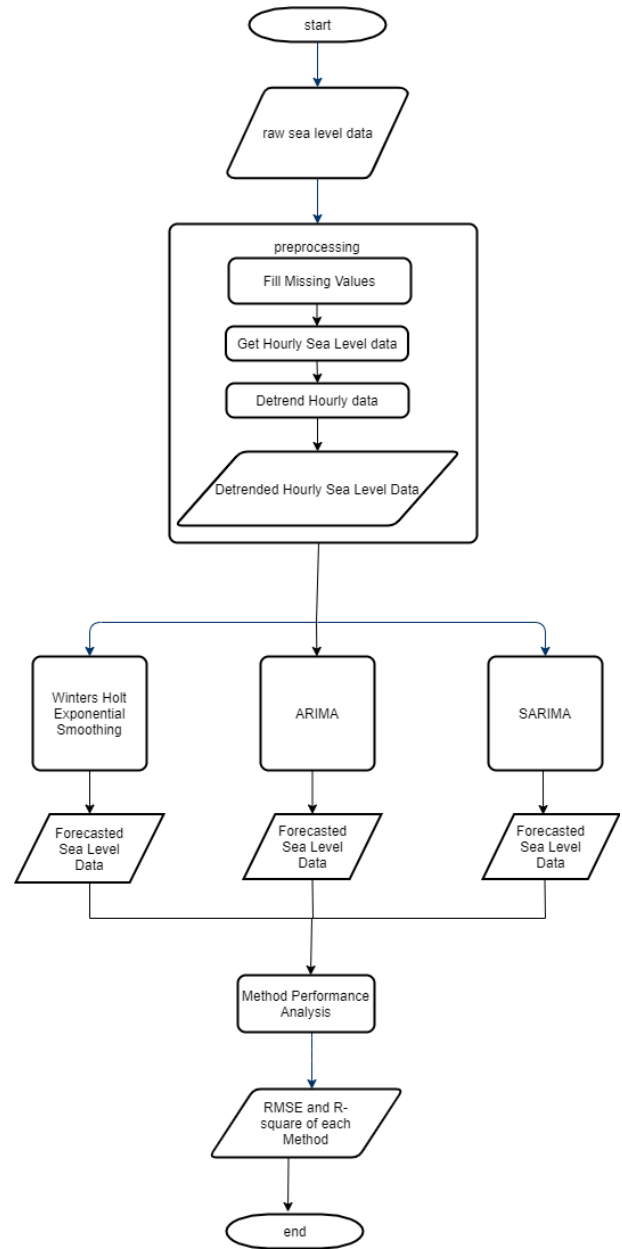 start
raw sea level data
preprocessing
Fill Missing Values
Get Hourly Sea Level data
Detrend Hourly data
Detrended Hourly Sea Level Data
Winters Holt
Exponential
Smoothing
ARIMA
SARIMA
Forecasted
Sea Level
Data
Forecasted
Sea Level
Data
Forecasted
Sea Level
Data
Method Performance
Analysis
RMSE and R-
square of each
Method
end